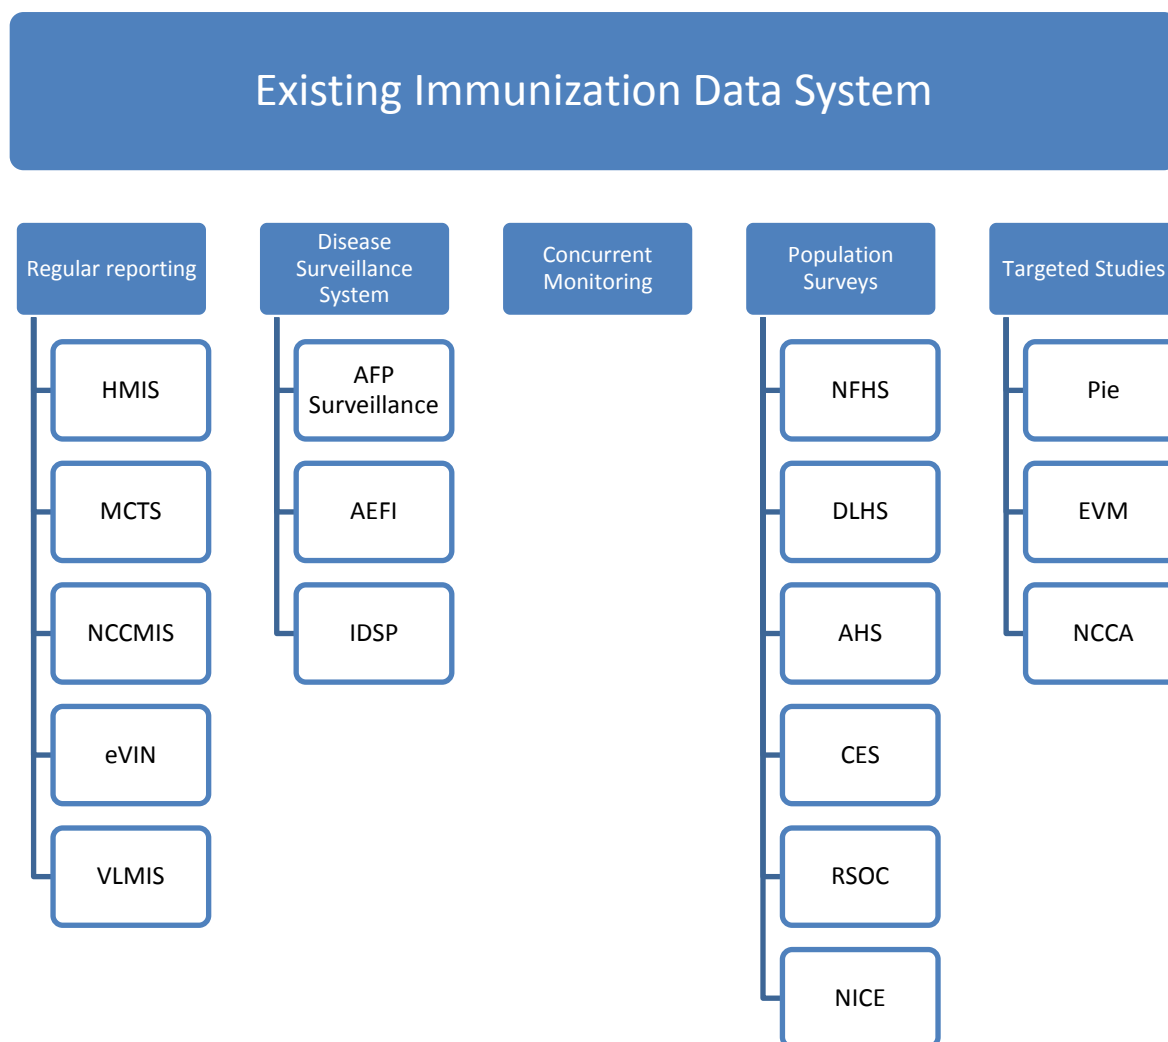 Existing Immunization Data System
Regular reporting
HMIS
MCTS
NCCMIS
eVIN
VLMIS
Disease
Surveillance
System
AFP
Surveillance
AEFI
IDSP
Concurrent
Monitoring
Population
Surveys
NFHS
DLHS
AHS
CES
RSOC
NICE
Targeted Studies
Pie
EVM
NCCA